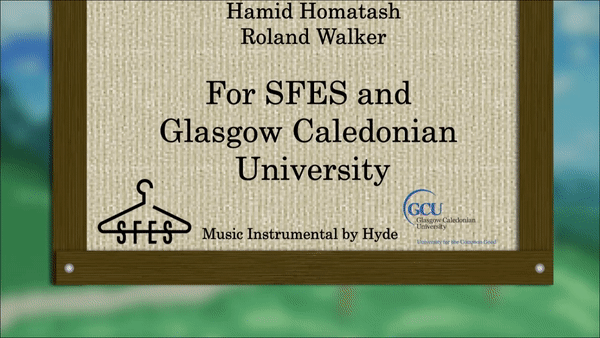 Hamid Homatash
Roland Walker
For SFES and
Glasgow Caledonian
University
SFES
Music Instrumental by Hyde
GCU
Glasgow Caledonian
University
University for the Common Good